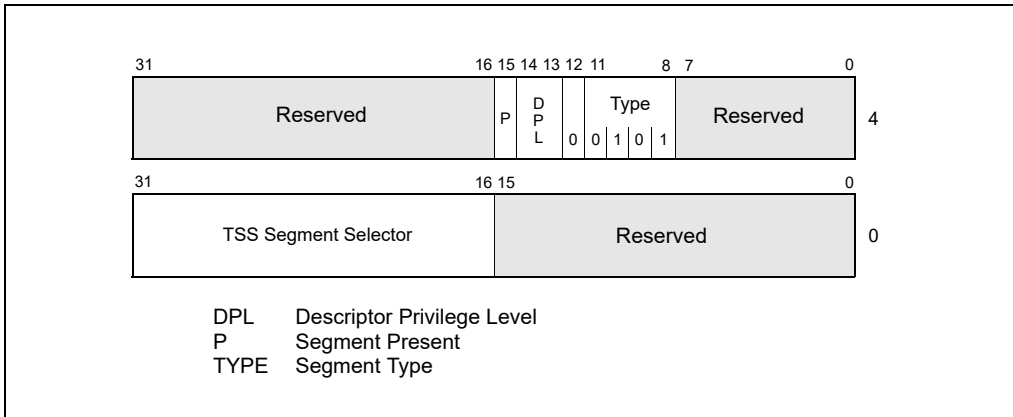 31 16 15 14 13 12 11 8 7 0
Reserved P DPL 0 Type 0 1 0 1 Reserved 4
31 16 15 0
TSS Segment Selector Reserved 0
DPL Descriptor Privilege Level
P Segment Present
TYPE Segment Type